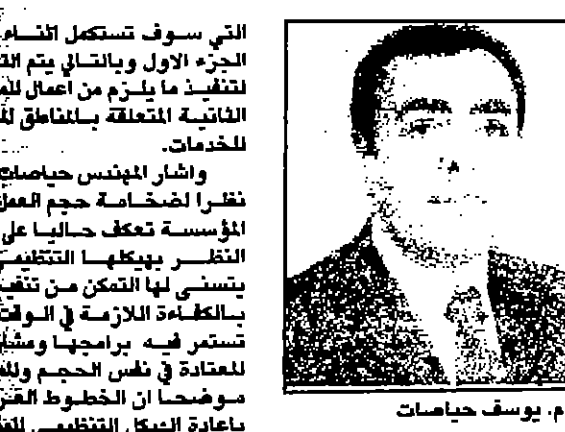 التي سوف تستكمل اثناء
الجزء الاول وبالتالي يتم
لتنفيذ ما يلزم من اعمال
الثانية المتعلقة بالمناطق
للخدمات.
واشار المهندس حياصات
نظرا لضخامة حجم العمل
المؤسسة تعكف حاليا على
النظر بهيكلها التنظيمي
يتسنى لها التمكن من تنفيذ
بالكفاءة اللازمة في الوقت
تستمر فيه برامجها
المعتادة في نفس الحجم
موضحا ان الخطوط
باعادة الهيكل التنظيمي
م. يوسف حياصات